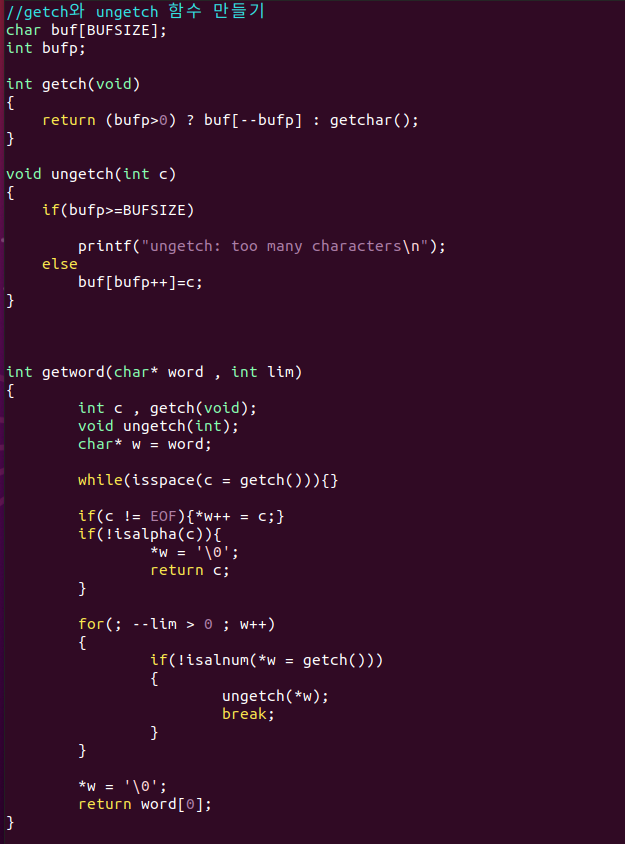 //getch와 ungetch 함수 만들기
char buf[BUFSIZE];
int bufp;
int getch(void)
{
    return (bufp>0) ? buf[--bufp] : getchar();
}
void ungetch(int c)
{
    if(bufp>=BUFSIZE)
        printf("ungetch: too many characters\n");
    else
        buf[bufp++]=c;
}
int getword(char* word , int lim)
{
        int c , getch(void);
        void ungetch(int);
        char* w = word;
        while(isspace(c = getch())){}
        if(c != EOF){*w++ = c;}
        if(!isalpha(c)){
                *w = '\0';
                return c;
        }
        for(; --lim > 0 ; w++)
        {
                if(!isalnum(*w = getch()))
                {
                        ungetch(*w);
                        break;
                }
        }
        *w = '\0';
        return word[0];
}